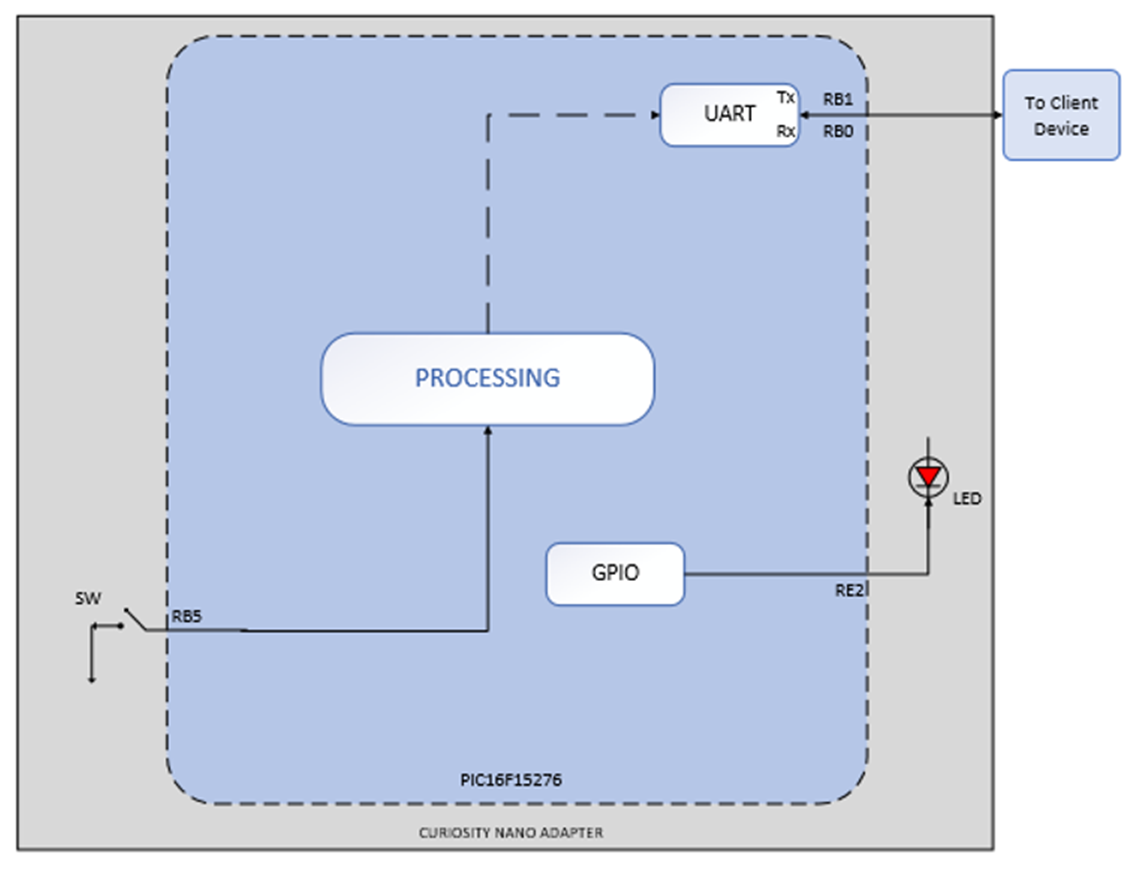 Tx
UART
Rx
RB1
RB0
To Client
Device
PROCESSING
LED
GPIO
RE2
SW
RB5
PIC16F15276
CURIOSITY NANO ADAPTER